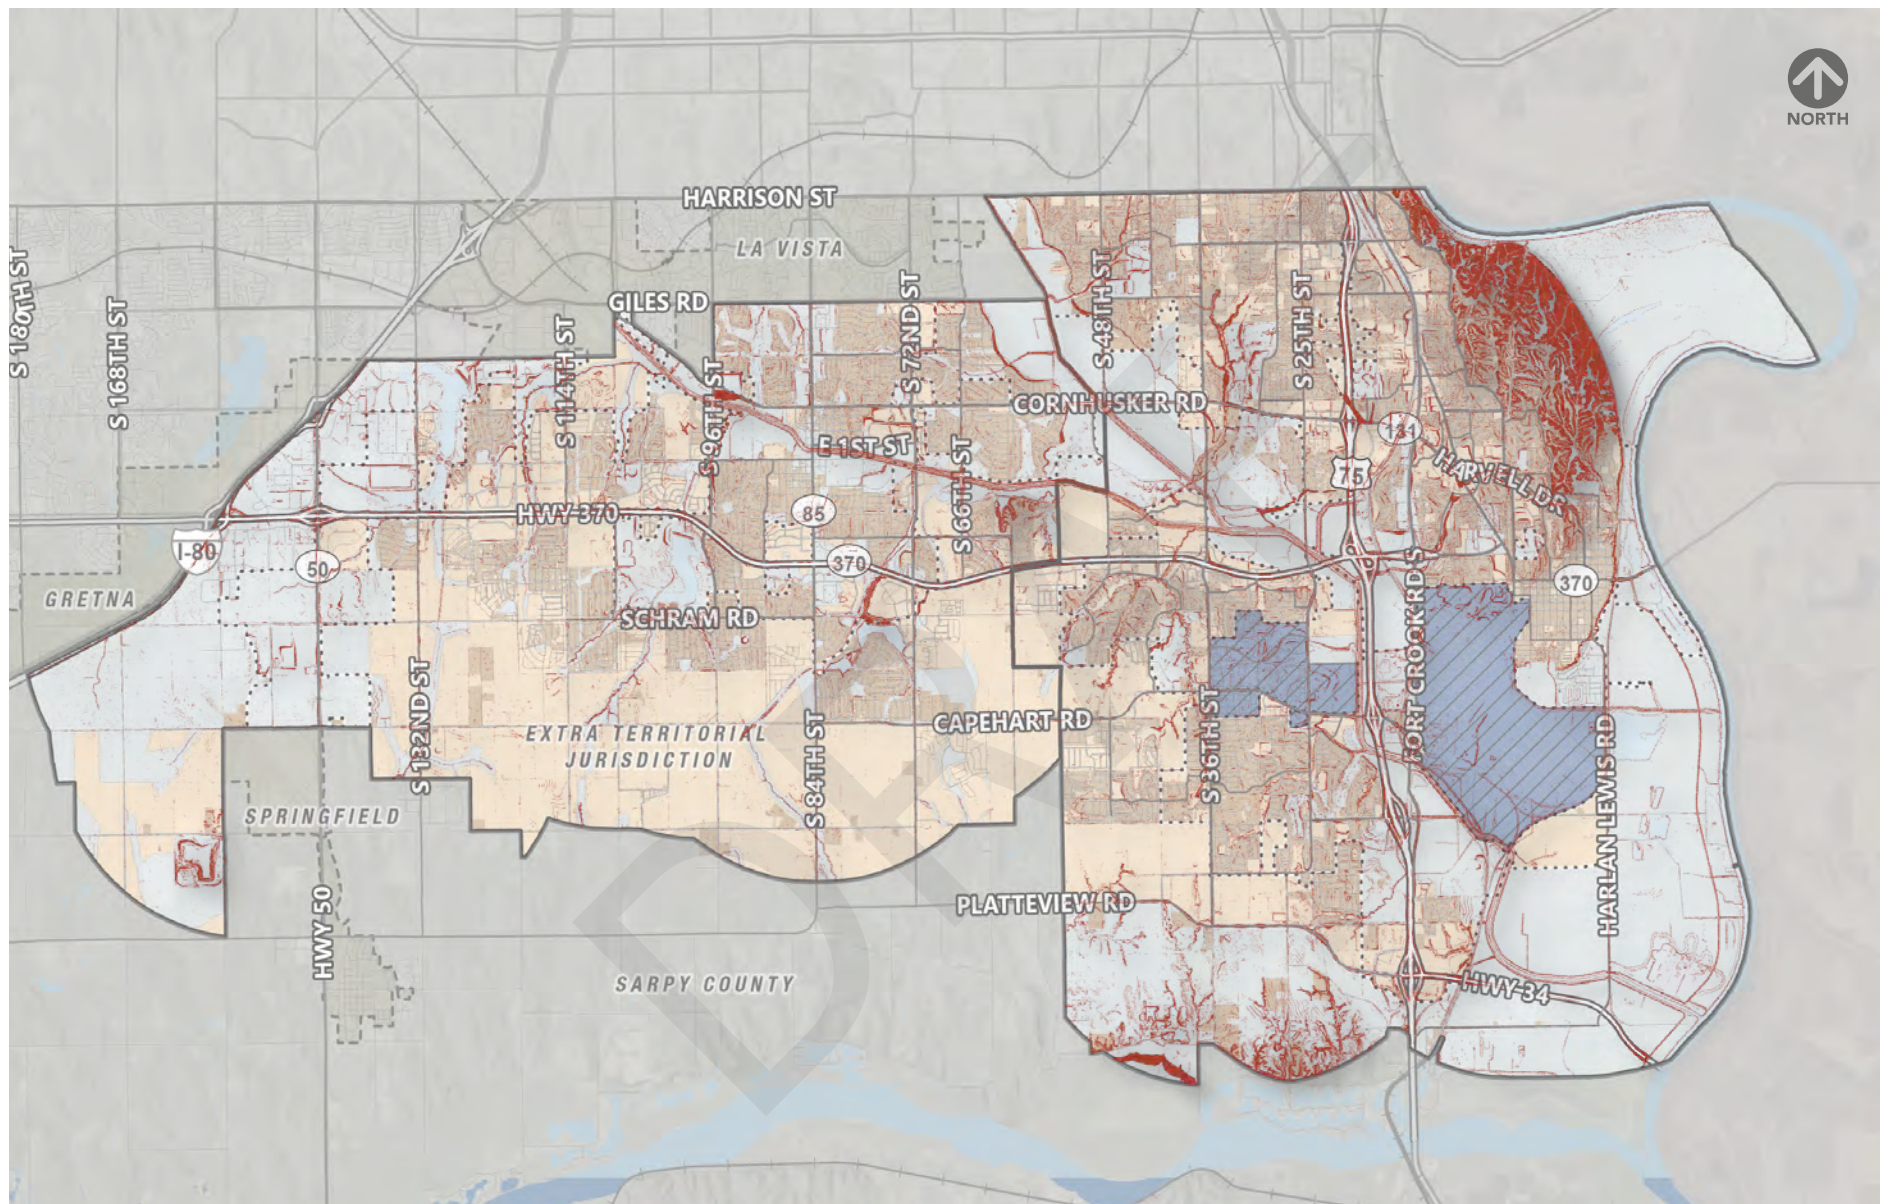 NORTH
HARRISON ST
LA VISTA
S 180TH ST
S 168TH ST
GILES RD
S 114TH ST
S 96TH ST
S 72ND ST
S 48TH ST
S 25TH ST
CORNHUSKER RD
131
E 1ST ST
S 66TH ST
75
HARVELL DR
HWY 370
85
I-80
50
370
370
GRETNA
SCHRAM RD
FORT CROOK RD S
S 132ND ST
EXTRA TERRITORIAL
JURISDICTION
S 84TH ST
CAPEHART RD
S 36TH ST
HARLAN LEWIS RD
SPRINGFIELD
HWY 50
PLATTEVIEW RD
SARPY COUNTY
HWY-34
DRAFT